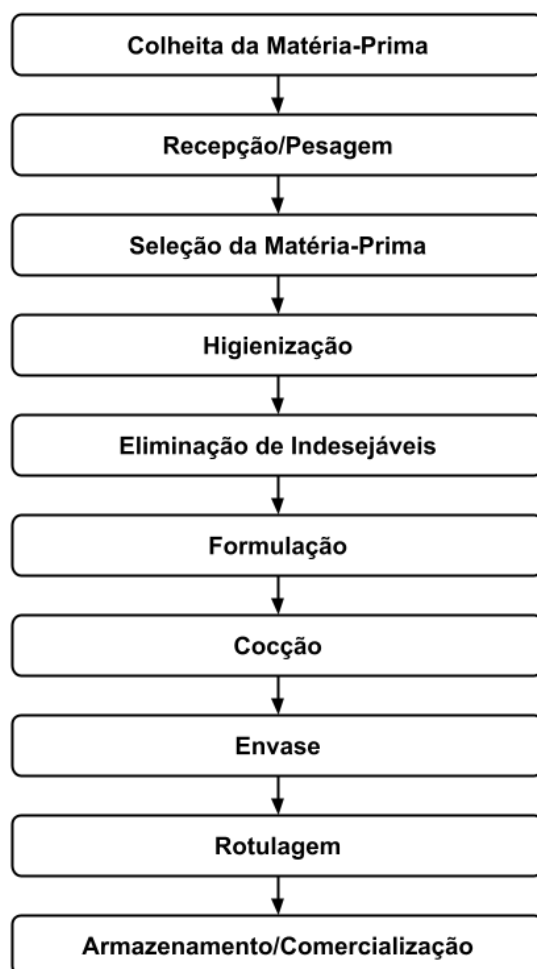 Colheita da Matéria-Prima
Recepção/Pesagem
Seleção da Matéria-Prima
Higienização
Eliminação de Indesejáveis
Formulação
Cocção
Envase
Rotulagem
Armazenamento/Comercialização